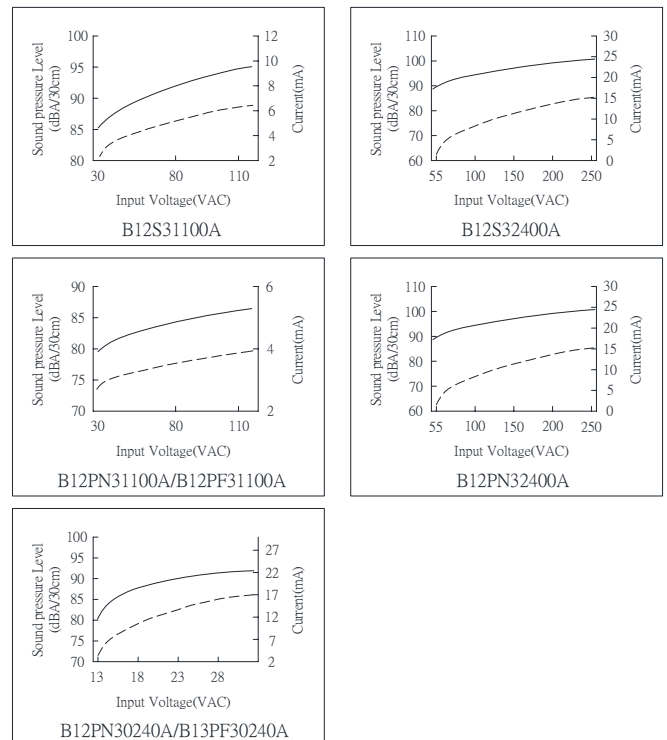 100
95
90
85
80
Sound pressure Level
(dBA/30cm)
12
10
8
6
4
2
Current(mA)
30 80 110
Input Voltage(VAC)
B12S31100A
110
100
90
80
70
60
Sound pressure Level
(dBA/30cm)
30
25
20
15
10
5
0
Current(mA)
55 100 150 200 250
Input Voltage(VAC)
B12S32400A
90
85
80
75
70
Sound pressure Level
(dBA/30cm)
6
4
2
Current(mA)
30 80 110
Input Voltage(VAC)
B12PN31100A/B12PF31100A
110
100
90
80
70
60
Sound pressure Level
(dBA/30cm)
30
25
20
15
10
5
0
Current(mA)
55 100 150 200 250
Input Voltage(VAC)
B12PN32400A
100
95
90
85
80
75
70
Sound pressure Level
(dBA/30cm)
27
22
17
12
7
2
Current(mA)
13 18 23 28
Input Voltage(VAC)
B12PN30240A/B13PF30240A